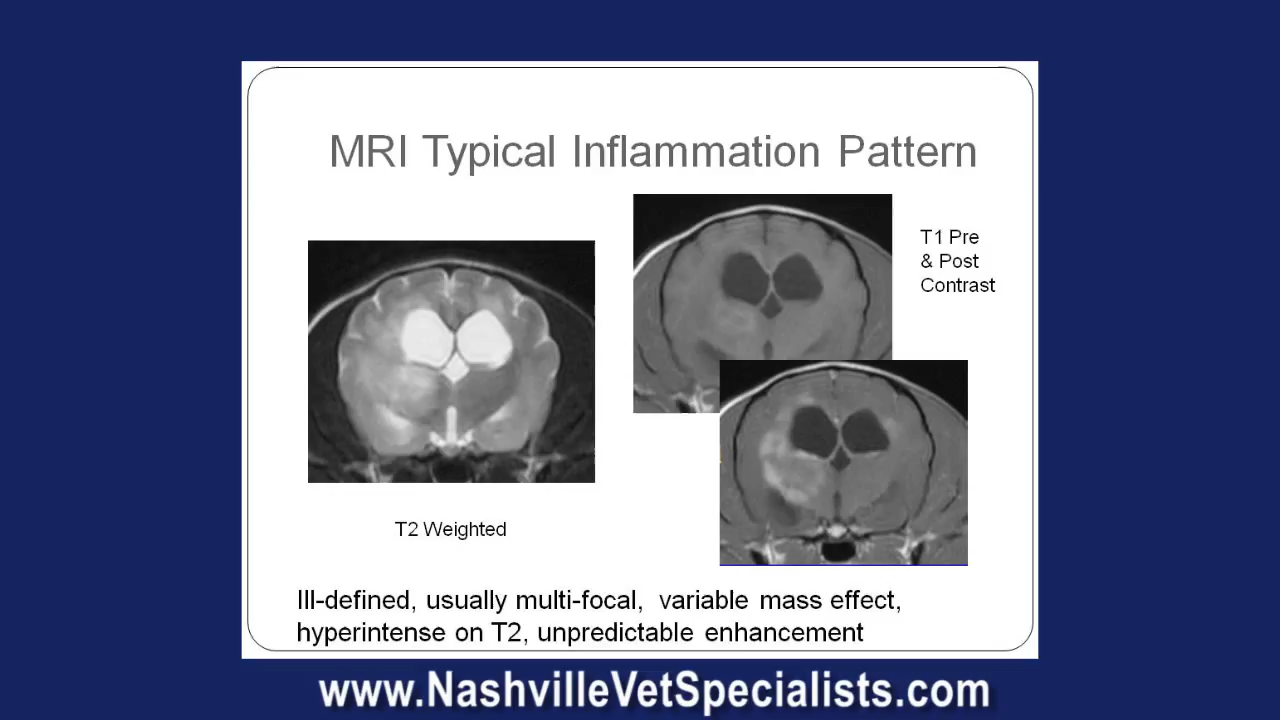 MRI Typical Inflammation Pattern
T1 Pre
& Post
Contrast
T2 Weighted
Ill-defined, usually multi-focal, variable mass effect,
hyperintense on T2, unpredictable enhancement
www.NashvilleVetSpecialists.com